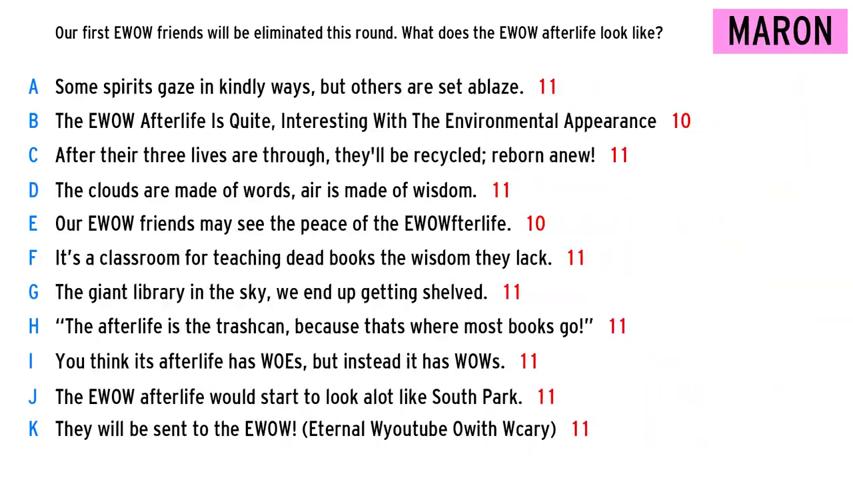 Our first EWOW friends will be eliminated this round. What does the EWOW afterlife look like?
MARON
A Some spirits gaze in kindly ways, but others are set ablaze. 11
B The EWOW Afterlife Is Quite, Interesting With The Environmental Appearance 10
C After their three lives are through, they'll be recycled; reborn anew! 11
D The clouds are made of words, air is made of wisdom. 11
E Our EWOW friends may see the peace of the EWOWfterlife. 10
F It’s a classroom for teaching dead books the wisdom they lack. 11
G The giant library in the sky, we end up getting shelved. 11
H “The afterlife is the trashcan, because thats where most books go!” 11
I You think its afterlife has WOEs, but instead it has WOWs. 11
J The EWOW afterlife would start to look alot like South Park. 11
K They will be sent to the EWOW! (Eternal Wyoutube Owith Wcary) 11